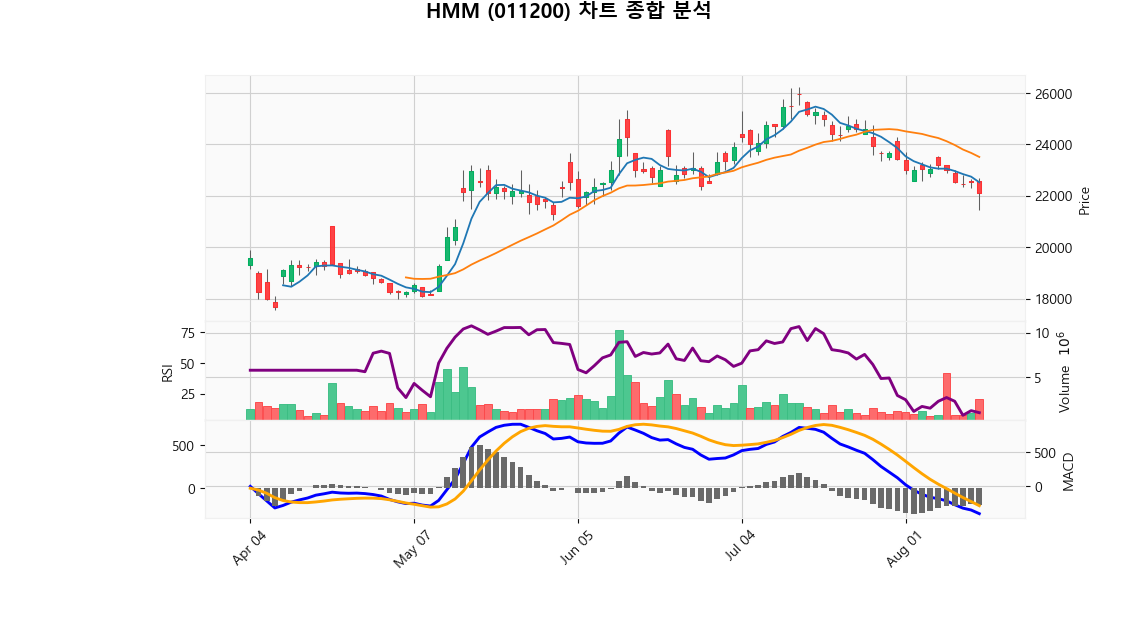 HMM (011200) 차트 종합 분석
26000
24000
22000
20000
18000
Price
75
50
25
RSI
10
5
Volume 10^6
500
0
500
0
MACD
Apr 04
May 07
Jun 05
Jul 04
Aug 01